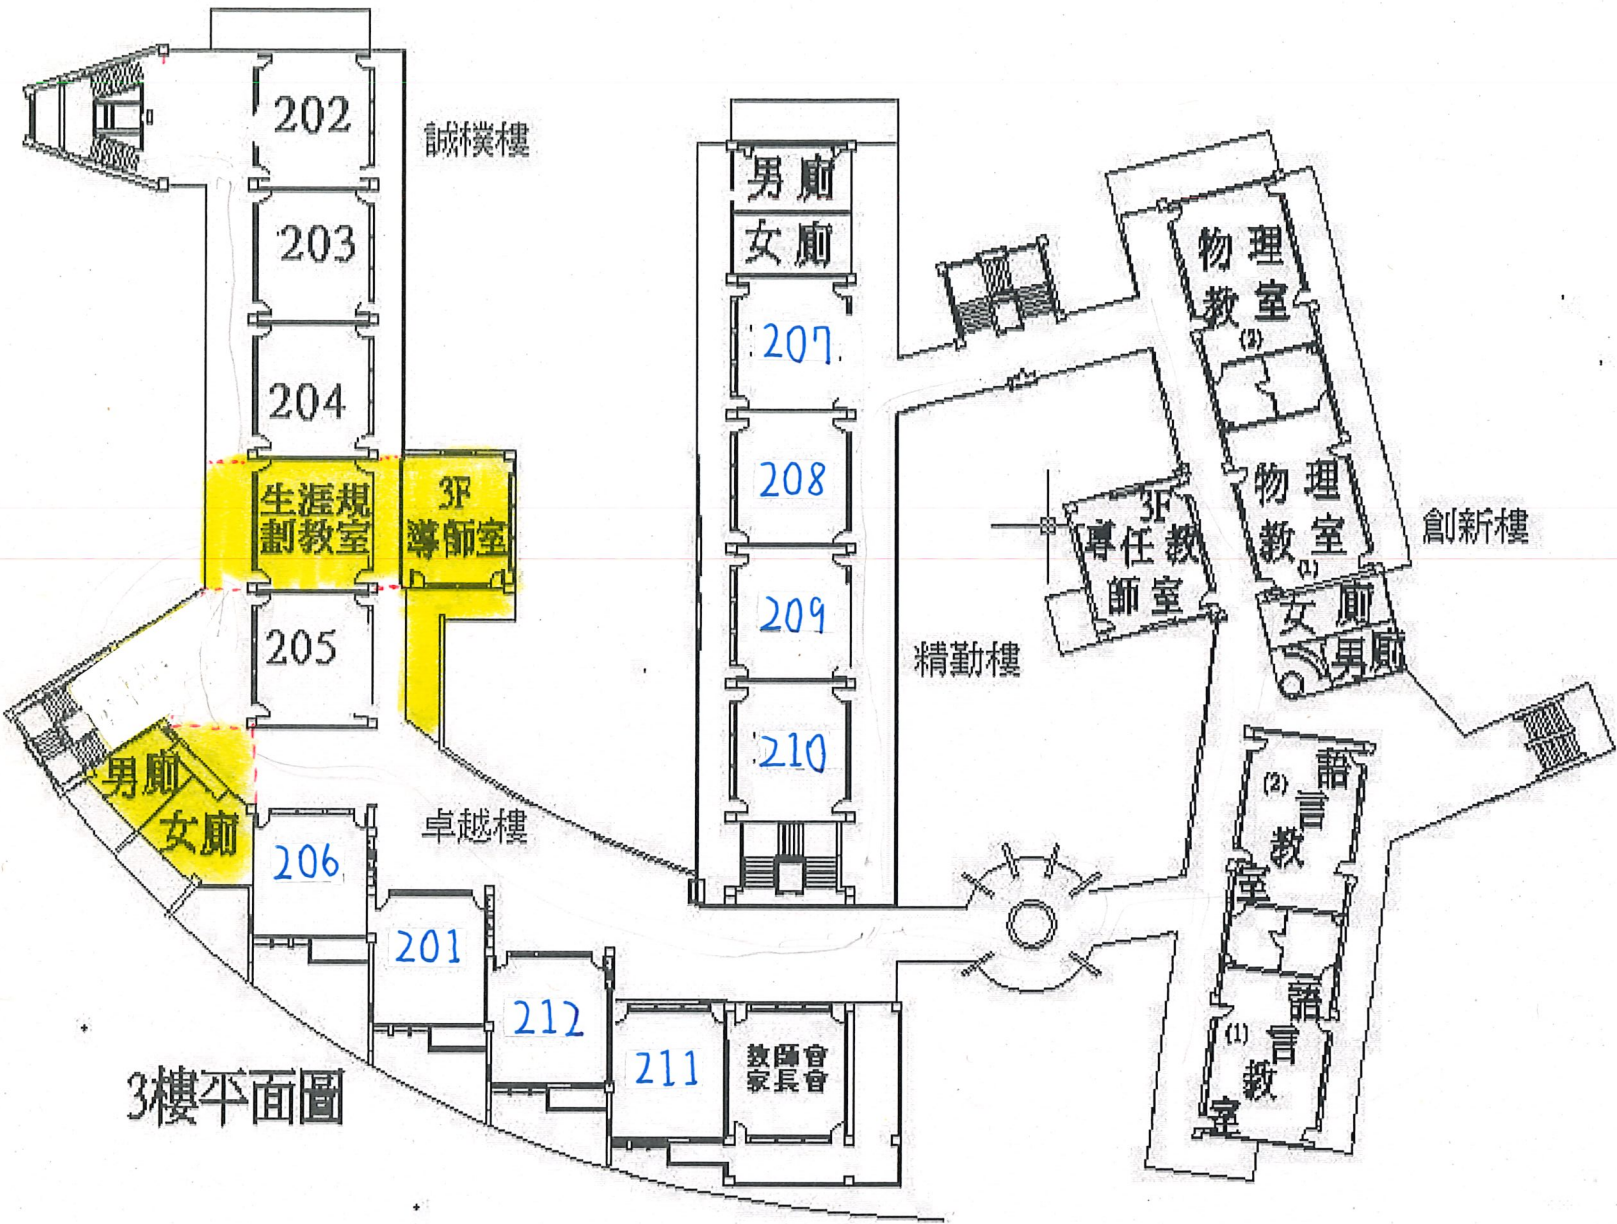 202
誠樸樓
203
204
生涯規
劃教室
3F
導師室
205
男廁
女廁
206
卓越樓
201
212
211
教師會
家長會
男廁
女廁
207
208
209
210
精勤樓
物理
教室
(2)
物理
教室
(1)
3F
專任教
師室
創新樓
女廁
男廁
(2)
語
言
教
室
(1)
語
言
教
室
3樓平面圖